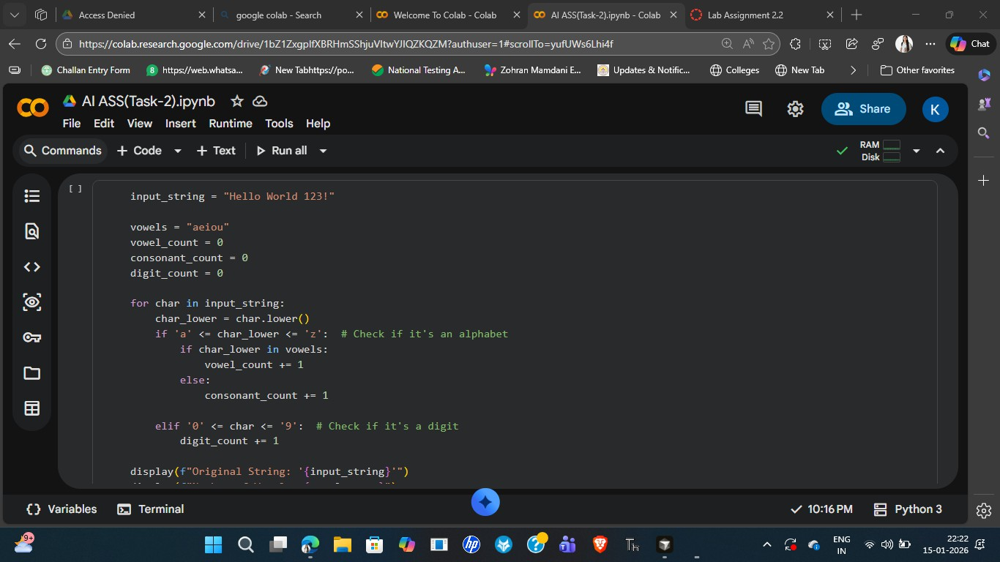 Access Denied
google colab - Search
Welcome To Colab - Colab
AI ASS(Task-2).ipynb - Colab
Lab Assignment 2.2
https://colab.research.google.com/drive/1bZ1ZxgpIfXBRHmSShjuVltwYJIQZKQZM?authuser=1#scrollTo=yufUWs6Lhi4f
Chat
Challan Entry Form
8 https://web.whatsa...
New Tabhttps://po...
National Testing A...
Zohran Mamdani E...
Updates & Notific...
Colleges
New Tab
Other favorites
AI ASS(Task-2).ipynb
File Edit View Insert Runtime Tools Help
Share
K
Commands + Code + Text Run all
RAM
Disk
[ ]
input_string = "Hello World 123!"
vowels = "aeiou"
vowel_count = 0
consonant_count = 0
digit_count = 0
for char in input_string:
char_lower = char.lower()
if 'a' <= char_lower <= 'z': # Check if it's an alphabet
if char_lower in vowels:
vowel_count += 1
else:
consonant_count += 1
elif '0' <= char <= '9': # Check if it's a digit
digit_count += 1
display(f"Original String: '{input_string}'")
Variables
Terminal
10:16 PM
Python 3
9+
hp
Th
ENG
IN
22:22
15-01-2026